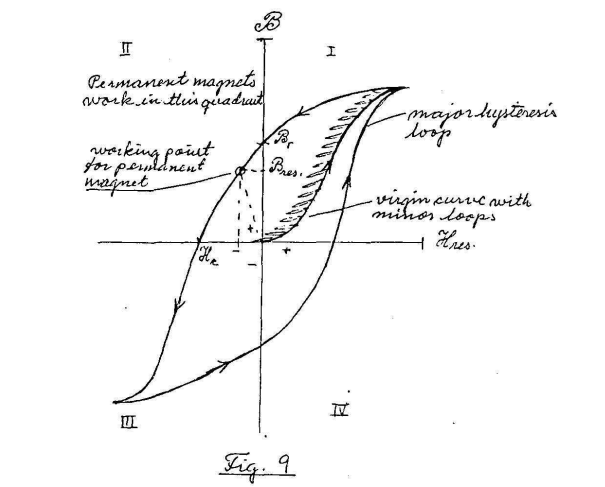 B
II
I
Permanent magnets
work in this quadrant
Br
major hysteresis
loop
working point
for permanent
magnet
Bres.
virgin curve with
minor loops
+
+
Hc
-
-
Hres.
III
IV
Fig. 9